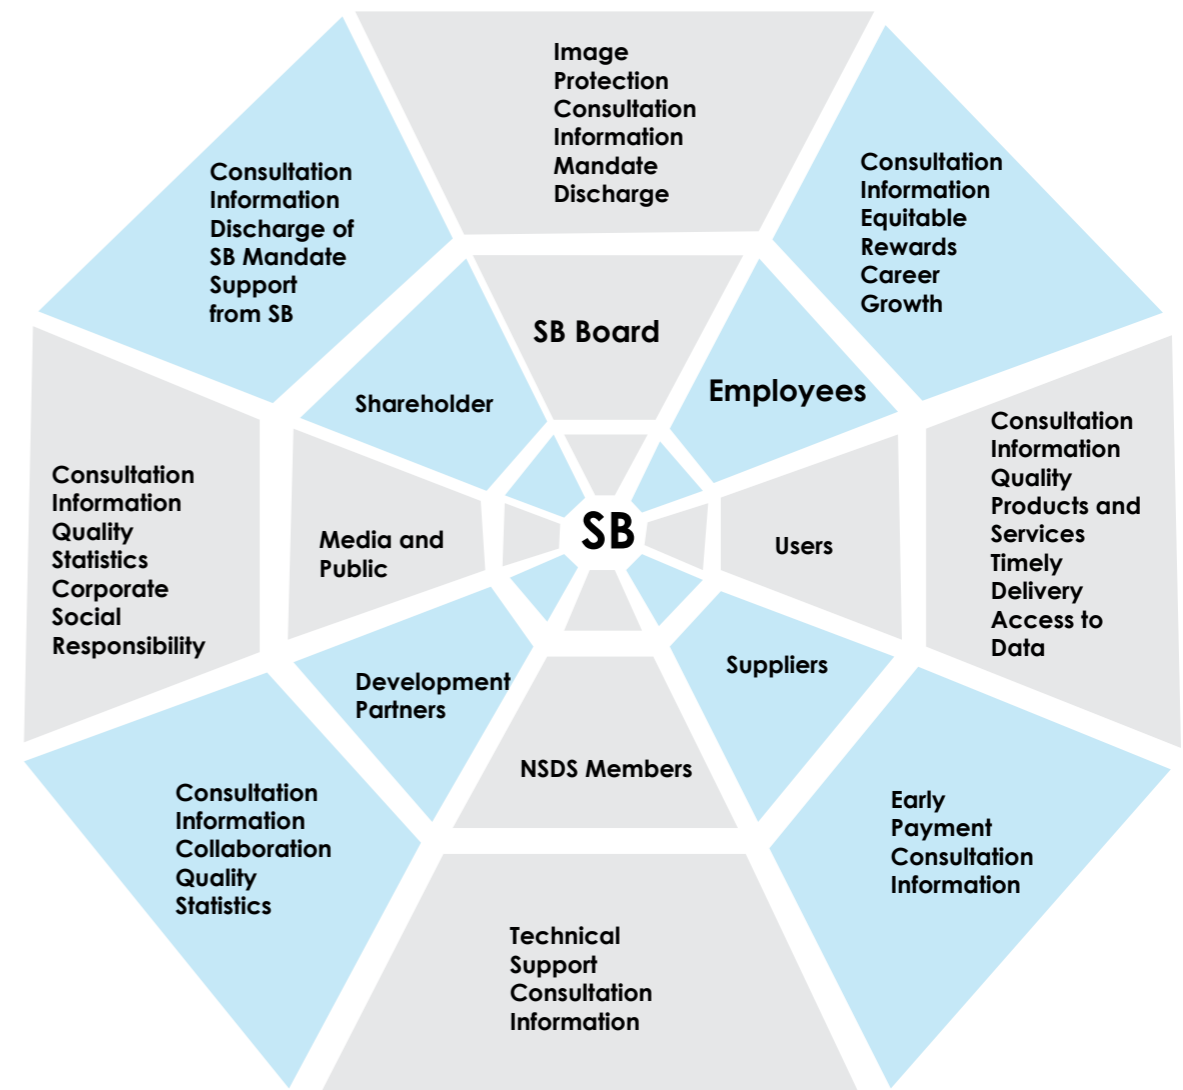 Image
Protection
Consultation
Information
Mandate
Discharge
Consultation
Information
Discharge of
SB Mandate
Support
from SB
Consultation
Information
Equitable
Rewards
Career
Growth
SB Board
Shareholder
Employees
Consultation
Information
Quality
Statistics
Corporate
Social
Responsibility
Media and
Public
SB
Users
Consultation
Information
Quality
Products and
Services
Timely
Delivery
Access to
Data
Development
Partners
Suppliers
NSDS Members
Consultation
Information
Collaboration
Quality
Statistics
Early
Payment
Consultation
Information
Technical
Support
Consultation
Information